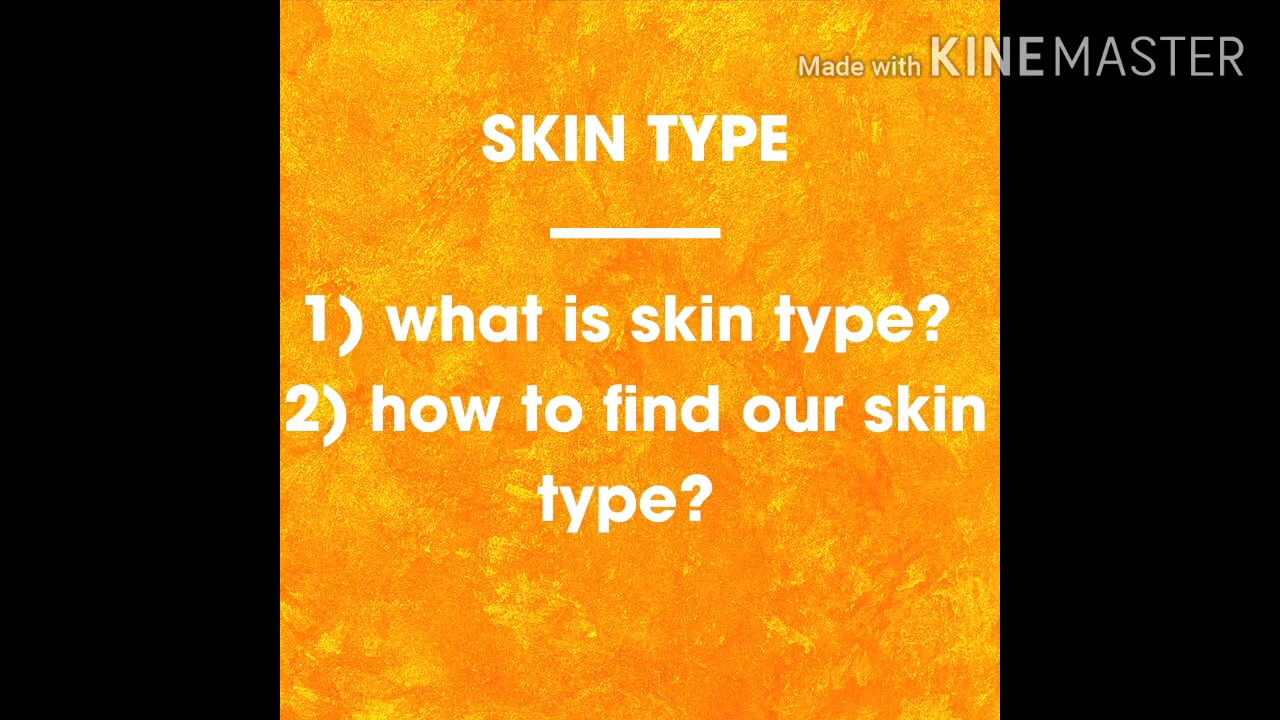 Made with KINEMASTER
SKIN TYPE
1) what is skin type?
2) how to find our skin
type?